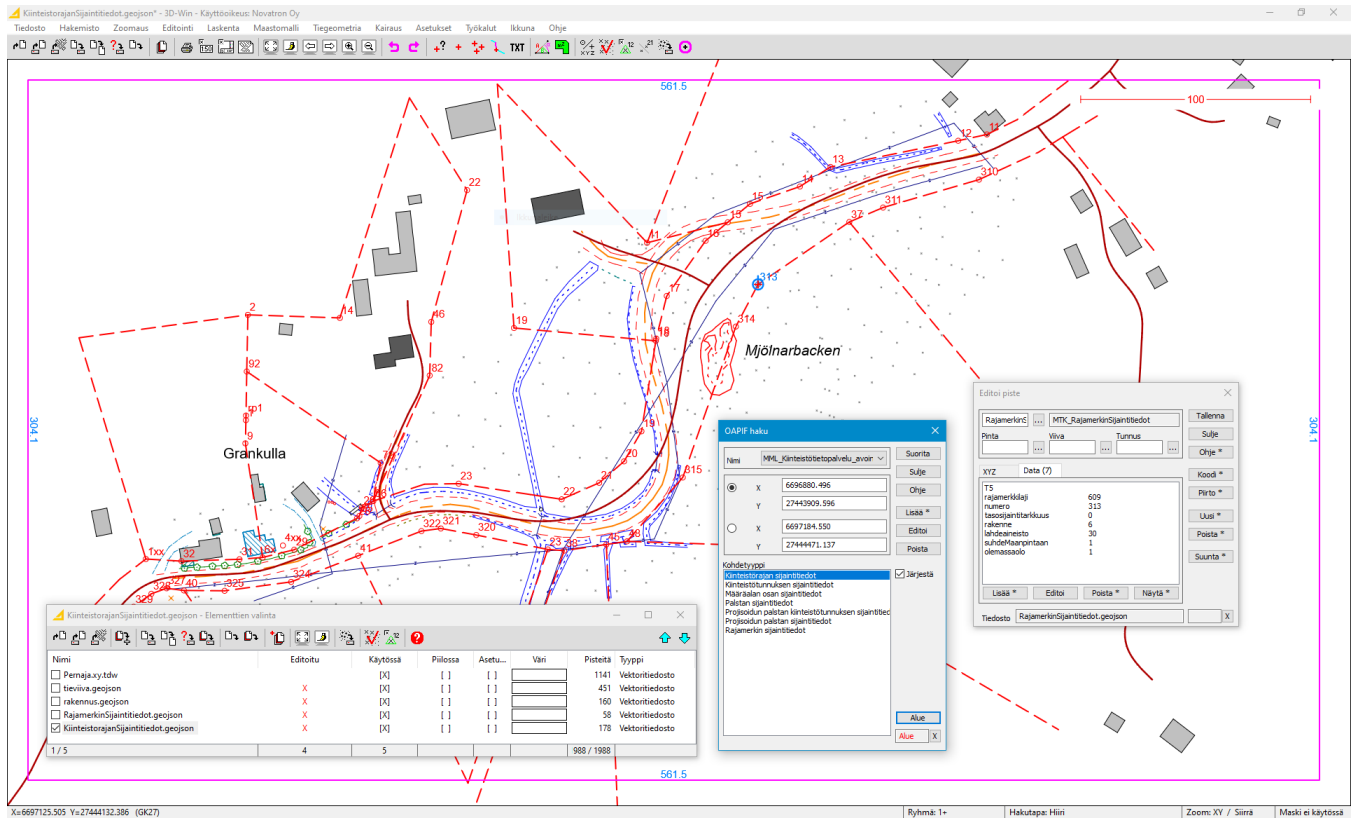 KiinteistorajanSijaintitiedot.geojson* - 3D-Win - Käyttöoikeus: Novatron Oy
Tiedosto Hakemisto Zoomaus Editointi Laskenta Maastomalli Tiegeometria Kairaus Asetukset Työkalut Ikkuna Ohje
TXT
561.5
100
11
12
13
310
14
22
15
311
15
37
16
41
313
17
2
14
46
19
314
18
Mjölnarbacken
92
82
304.1
304.1
rp1
9
19
Grankulla
20
315
23
21
22
322 321
320
4xx
1xx
32
31
41
23
28
324
327
40
325
328
329
Editoi piste
RajamerkinS ... MTK_RajamerkinSijaintitiedot Tallenna
Pinta Viiva Tunnus Sulje
Ohje *
XYZ Data (7) Koodi *
T5 Piirto *
rajamerkkilaji 609
numero 313
tasosijaintitarkkuus 0 Uusi *
rakenne 6
lahdeaineisto 30 Poista *
suhdeMaanpintaan 1
olemassaolo 1 Suunta *
Lisää * Editoi Poista * Näytä *
Tiedosto RajamerkinSijaintitiedot.geojson X
OAPIF haku
Nimi MML_Kiinteistötietopalvelu_avoir Suorita
Sulje
X 6696880.496 Ohje
Y 27443909.596 Lisää *
X 6697184.550 Editoi
Y 27444471.137 Poista
Kohdetyyppi
Kiinteistörajan sijaintitiedot Järjestä
Kiinteistötunnuksen sijaintitiedot
Määräalan osan sijaintitiedot
Palstan sijaintitiedot
Projisoidun palstan kiinteistötunnuksen sijaintitied
Projisoidun palstan sijaintitiedot
Rajamerkin sijaintitiedot
Alue
Alue X
KiinteistorajanSijaintitiedot.geojson - Elementtien valinta
Nimi Editoitu Käytössä Piilossa Asetu... Väri Pisteitä Tyyppi
Pernaja.xy.tdw [X] [ ] [ ] 1141 Vektoritiedosto
tieviiva.geojson X [X] [ ] [ ] 451 Vektoritiedosto
rakennus.geojson X [X] [ ] [ ] 160 Vektoritiedosto
RajamerkinSijaintitiedot.geojson X [X] [ ] [ ] 58 Vektoritiedosto
KiinteistorajanSijaintitiedot.geojson X [X] [ ] [ ] 178 Vektoritiedosto
1 / 5 4 5 988 / 1988
561.5
X=6697125.505 Y=27444132.386 (GK27) Ryhmä: 1+ Hakutapa: Hiiri Zoom: XY / Siirrä Maski ei käytössä